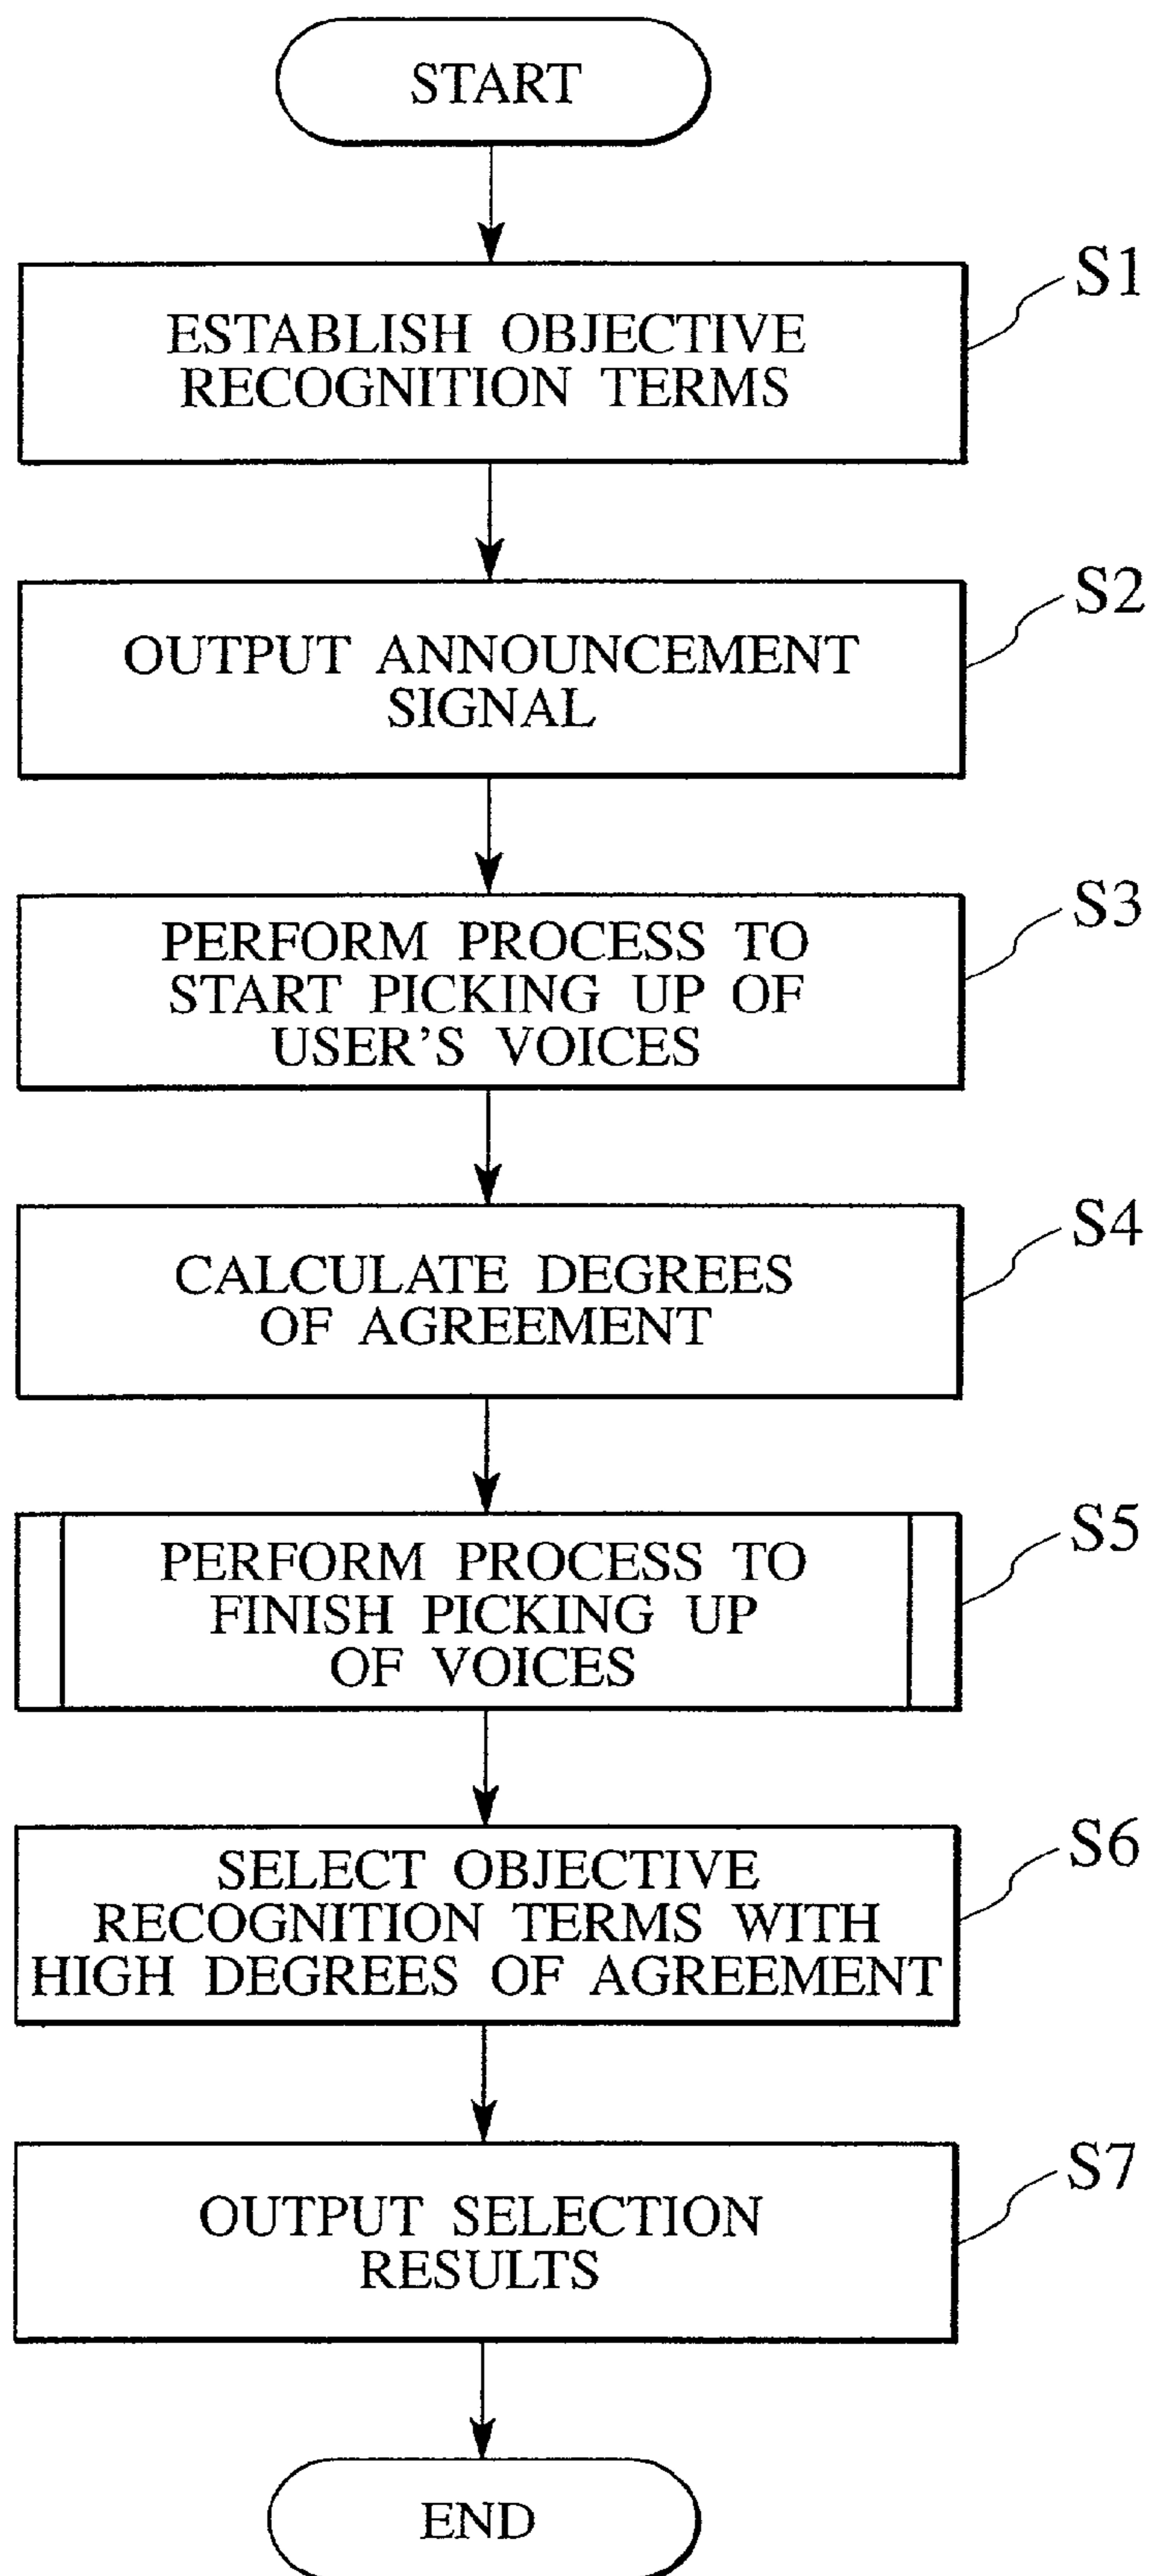 START
S1
ESTABLISH OBJECTIVE
RECOGNITION TERMS
S2
OUTPUT ANNOUNCEMENT
SIGNAL
S3
PERFORM PROCESS TO
START PICKING UP OF
USER'S VOICES
S4
CALCULATE DEGREES
OF AGREEMENT
S5
PERFORM PROCESS TO
FINISH PICKING UP
OF VOICES
S6
SELECT OBJECTIVE
RECOGNITION TERMS WITH
HIGH DEGREES OF AGREEMENT
S7
OUTPUT SELECTION
RESULTS
END